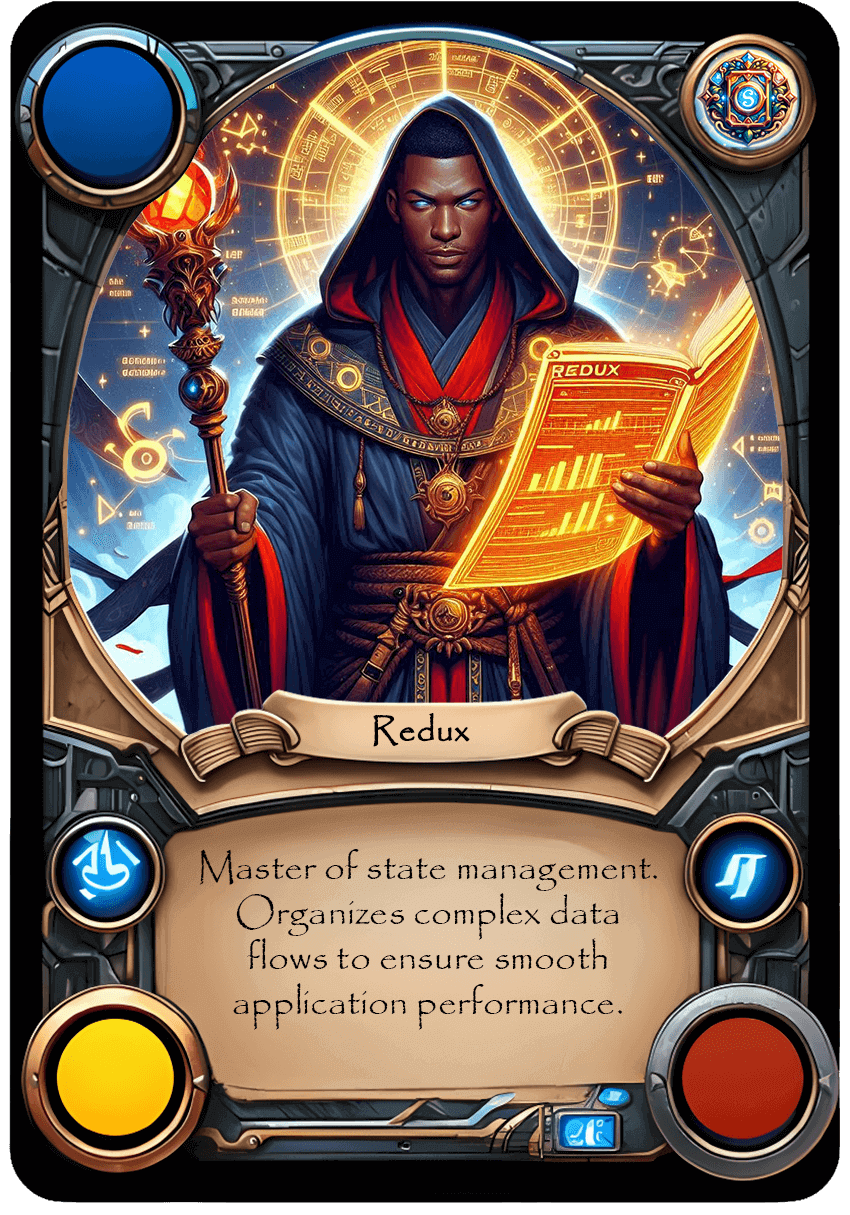 REDUX
Redux
Master of state management.
Organizes complex data
flows to ensure smooth
application performance.